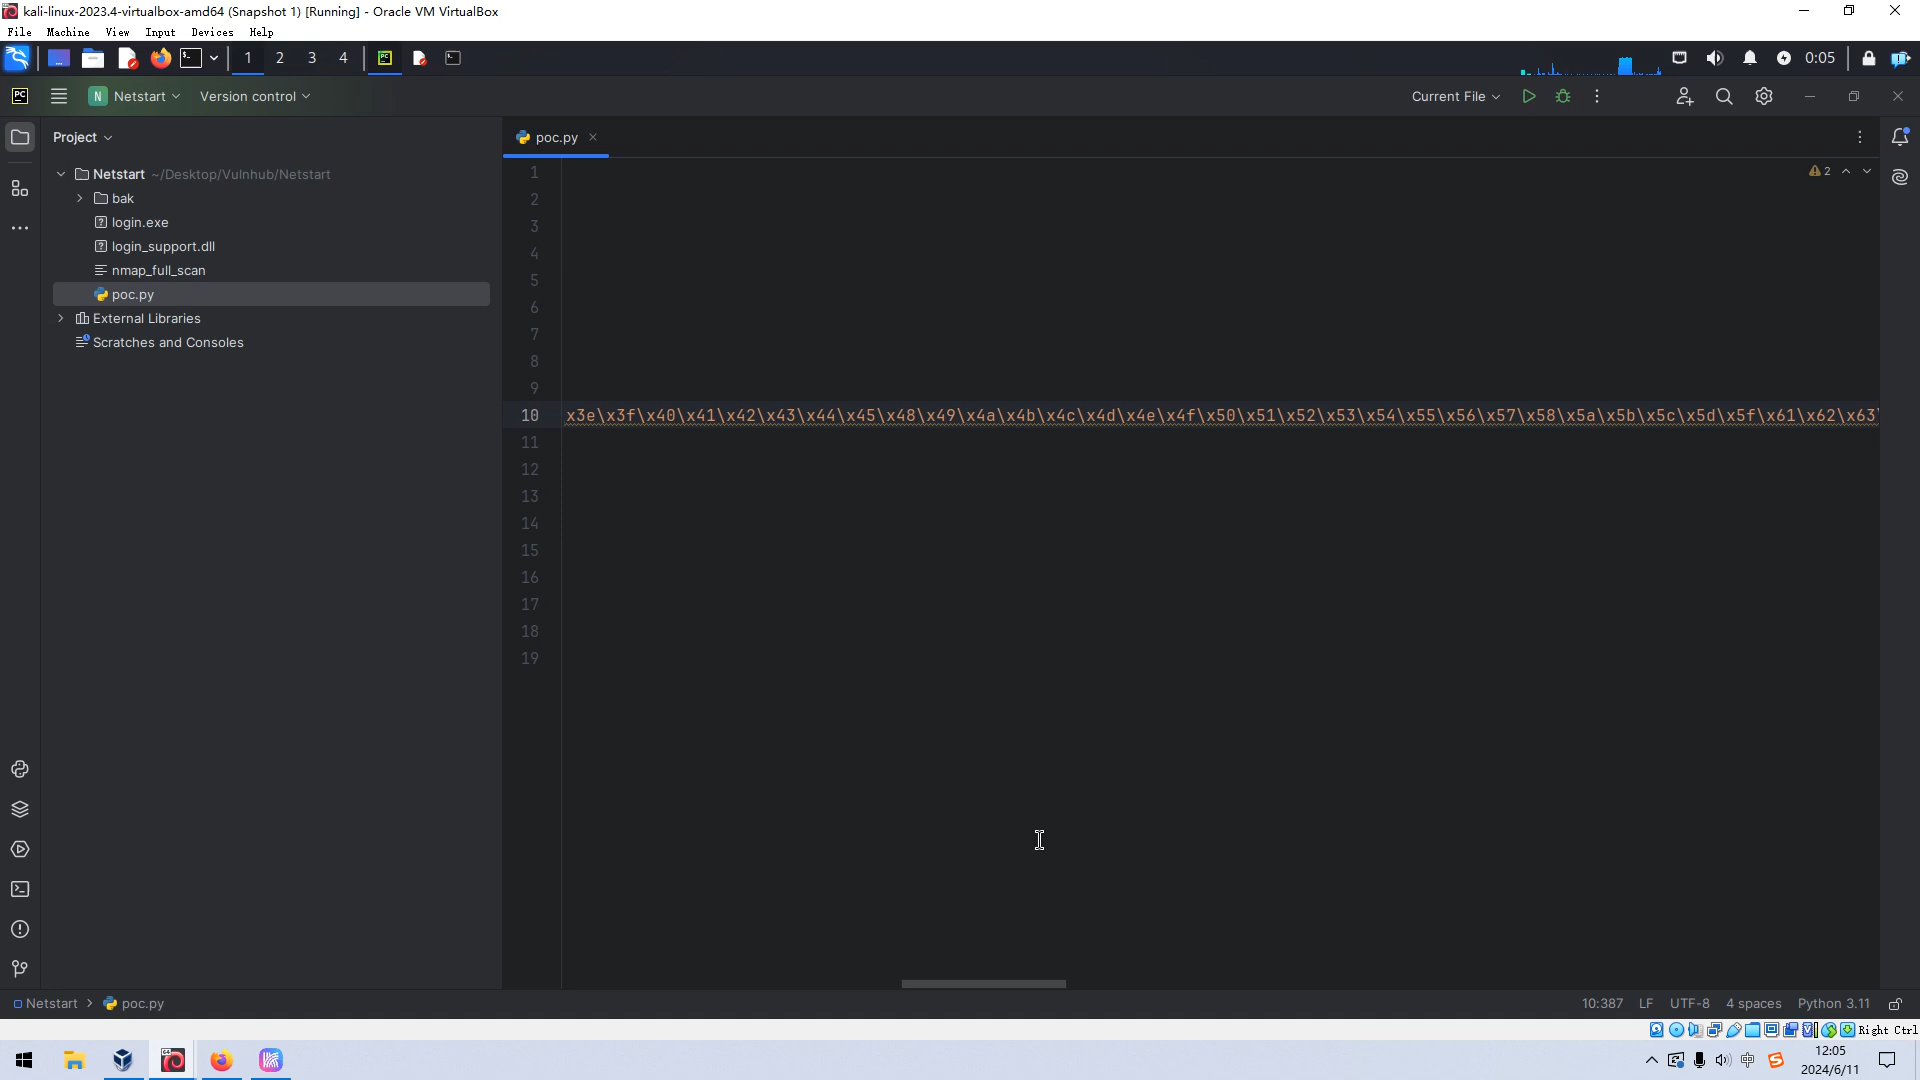 kali-linux-2023.4-virtualbox-amd64 (Snapshot 1) [Running] - Oracle VM VirtualBox
File Machine View Input Devices Help
1 2 3 4 0:05
PC N Netstart Version control Current File
Project poc.py
Netstart ~/Desktop/Vulnhub/Netstart
bak
login.exe
login_support.dll
nmap_full_scan
poc.py
External Libraries
Scratches and Consoles
2
1
2
3
4
5
6
7
8
9
10 x3e\x3f\x40\x41\x42\x43\x44\x45\x48\x49\x4a\x4b\x4c\x4d\x4e\x4f\x50\x51\x52\x53\x54\x55\x56\x57\x58\x5a\x5b\x5c\x5d\x5f\x61\x62\x63\
11
12
13
14
15
16
17
18
19
Netstart > poc.py 10:387 LF UTF-8 4 spaces Python 3.11
Right Ctrl
中 12:05
2024/6/11